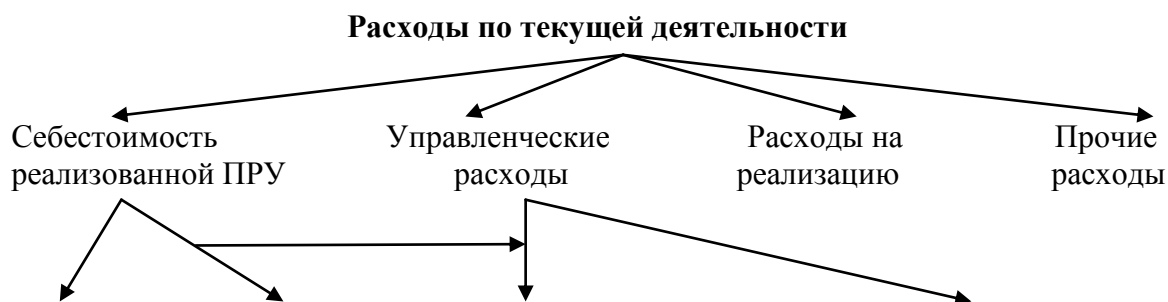 Расходы по текущей деятельности
Себестоимость
реализованной ПРУ
Управленческие
расходы
Расходы на
реализацию
Прочие
расходы